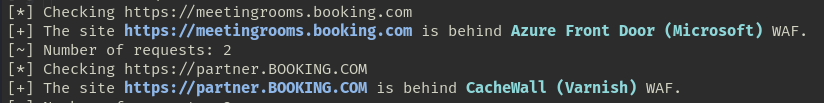 [*] Checking https://meetingrooms.booking.com
[+] The site https://meetingrooms.booking.com is behind Azure Front Door (Microsoft) WAF.
[~] Number of requests: 2
[*] Checking https://partner.BOOKING.COM
[+] The site https://partner.BOOKING.COM is behind CacheWall (Varnish) WAF.